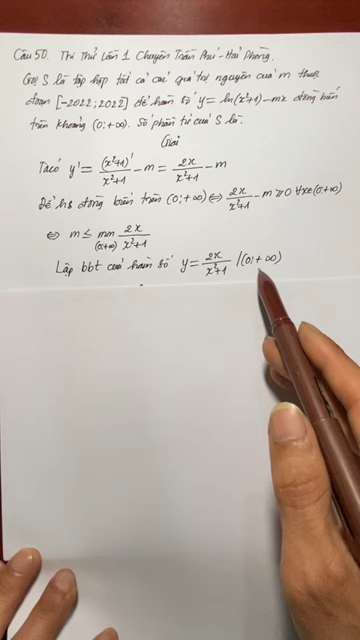 Câu 50. Thi Thử Lần 1 Chuyên Trần Phú - Hải Phòng.
Gọi S là tập hợp tất cả các giá trị nguyên của m thuộc
đoạn [-2022; 2022] để hàm số y = ln(x²+1) - mx đồng biến
trên khoảng (0; +∞). Số phần tử của S là.
Giải
Ta có y' = (x²+1)'/(x²+1) - m = 2x/(x²+1) - m
Để hs đồng biến trên (0; +∞) ⇔ 2x/(x²+1) - m ≥ 0 ∀x∈(0; +∞)
⇔ m ≤ min (0; +∞) 2x/(x²+1)
Lập bbt của hàm số y = 2x/(x²+1) /(0; +∞)